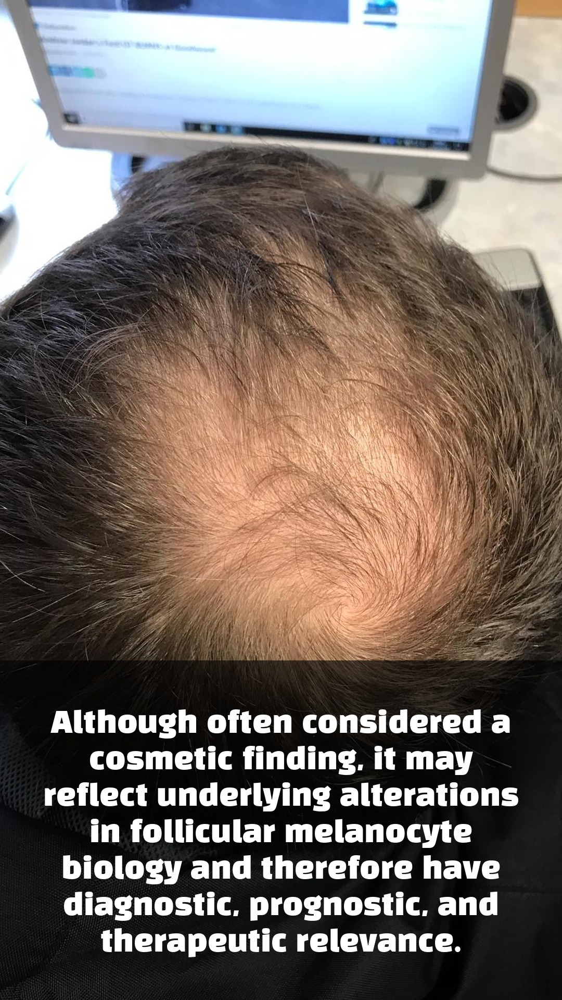 Although often considered a
cosmetic finding, it may
reflect underlying alterations
in follicular melanocyte
biology and therefore have
diagnostic, prognostic, and
therapeutic relevance.